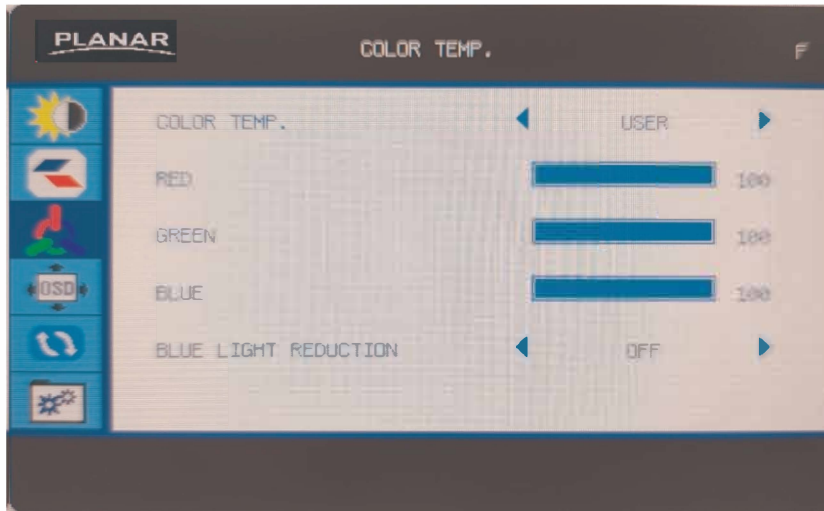 PLANAR
COLOR TEMP.
F
COLOR TEMP. USER
RED 100
GREEN 100
BLUE 100
OSD
BLUE LIGHT REDUCTION OFF